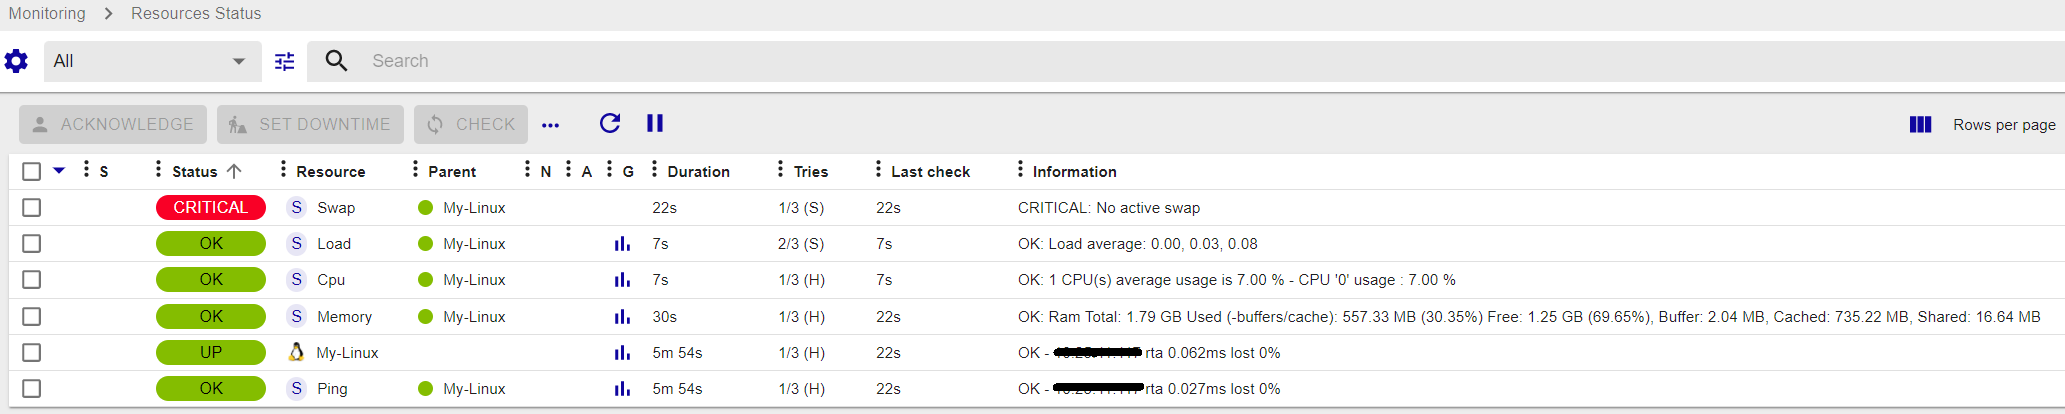 Monitoring > Resources Status
All Search
ACKNOWLEDGE SET DOWNTIME CHECK ... Rows per page
S Status Resource Parent N A G Duration Tries Last check Information
CRITICAL S Swap My-Linux 22s 1/3 (S) 22s CRITICAL: No active swap
OK S Load My-Linux 7s 2/3 (S) 7s OK: Load average: 0.00, 0.03, 0.08
OK S Cpu My-Linux 7s 1/3 (H) 7s OK: 1 CPU(s) average usage is 7.00 % - CPU '0' usage : 7.00 %
OK S Memory My-Linux 30s 1/3 (H) 22s OK: Ram Total: 1.79 GB Used (-buffers/cache): 557.33 MB (30.35%) Free: 1.25 GB (69.65%), Buffer: 2.04 MB, Cached: 735.22 MB, Shared: 16.64 MB
UP My-Linux 5m 54s 1/3 (H) 22s OK - rta 0.062ms lost 0%
OK S Ping My-Linux 5m 54s 1/3 (H) 22s OK - rta 0.027ms lost 0%